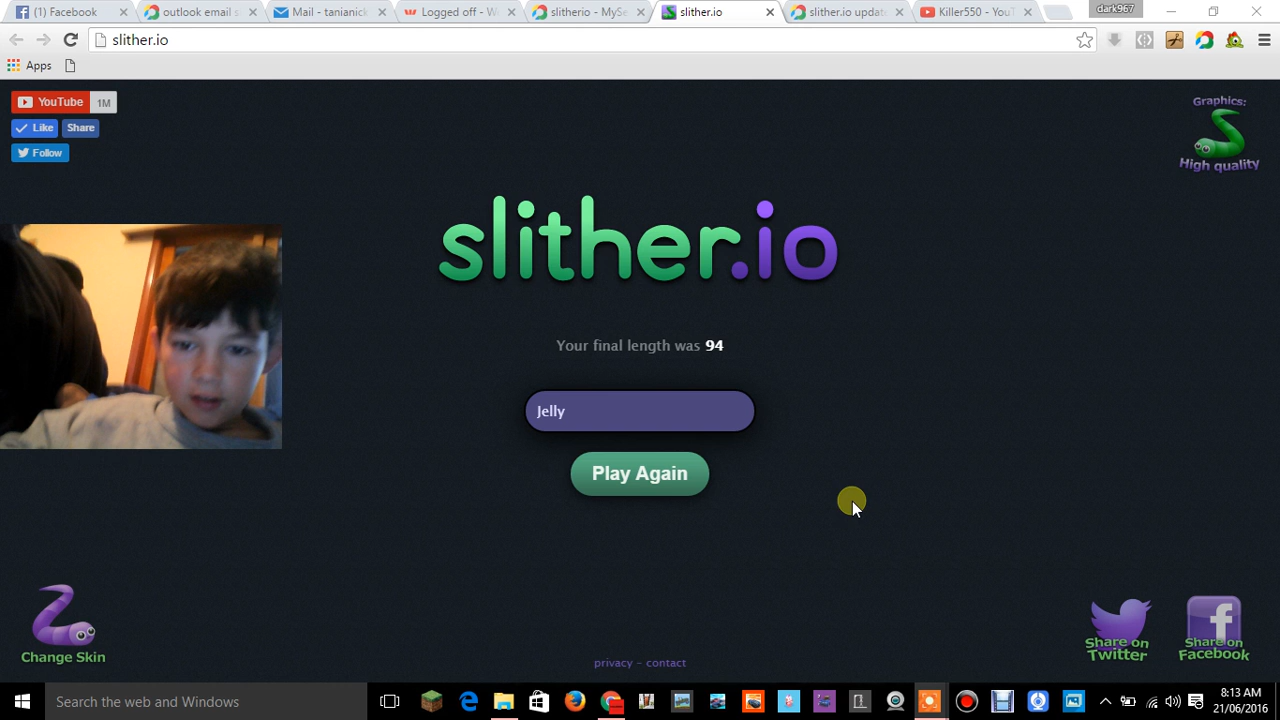 (1) Facebook
outlook email s
Mail - tanianick
Logged off - W
slitherio - MySe
slither.io
slither.io updat
Killer550 - YouT
dark967
slither.io
Apps
YouTube 1M
Like Share
Follow
Graphics:
High quality
slither.io
Your final length was 94
Jelly
Play Again
Change Skin
Share on
Twitter
Share on
Facebook
privacy - contact
Search the web and Windows
8:13 AM
21/06/2016